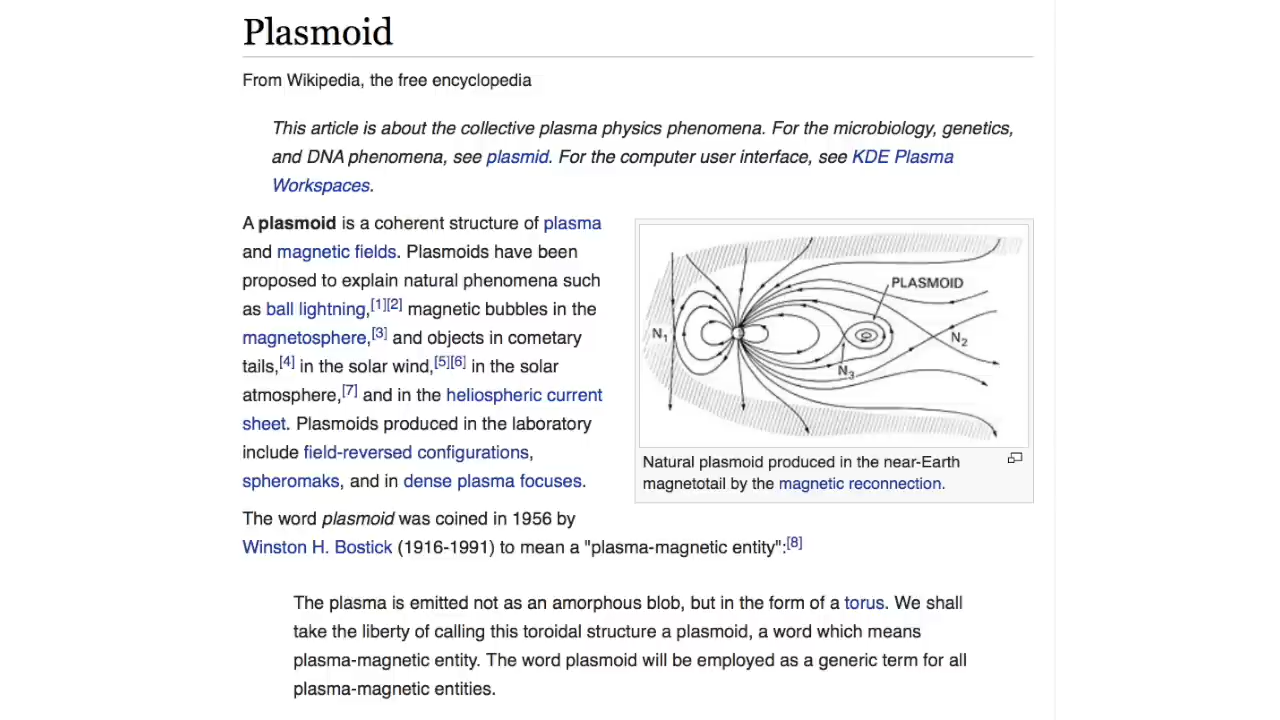 Plasmoid
From Wikipedia, the free encyclopedia
This article is about the collective plasma physics phenomena. For the microbiology, genetics,
and DNA phenomena, see plasmid. For the computer user interface, see KDE Plasma
Workspaces.
A plasmoid is a coherent structure of plasma
and magnetic fields. Plasmoids have been
proposed to explain natural phenomena such
as ball lightning,[1][2] magnetic bubbles in the
magnetosphere,[3] and objects in cometary
tails,[4] in the solar wind,[5][6] in the solar
atmosphere,[7] and in the heliospheric current
sheet. Plasmoids produced in the laboratory
include field-reversed configurations,
spheromaks, and in dense plasma focuses.
PLASMOID
N1
N2
N3
Natural plasmoid produced in the near-Earth
magnetotail by the magnetic reconnection.
The word plasmoid was coined in 1956 by
Winston H. Bostick (1916-1991) to mean a "plasma-magnetic entity":[8]
The plasma is emitted not as an amorphous blob, but in the form of a torus. We shall
take the liberty of calling this toroidal structure a plasmoid, a word which means
plasma-magnetic entity. The word plasmoid will be employed as a generic term for all
plasma-magnetic entities.